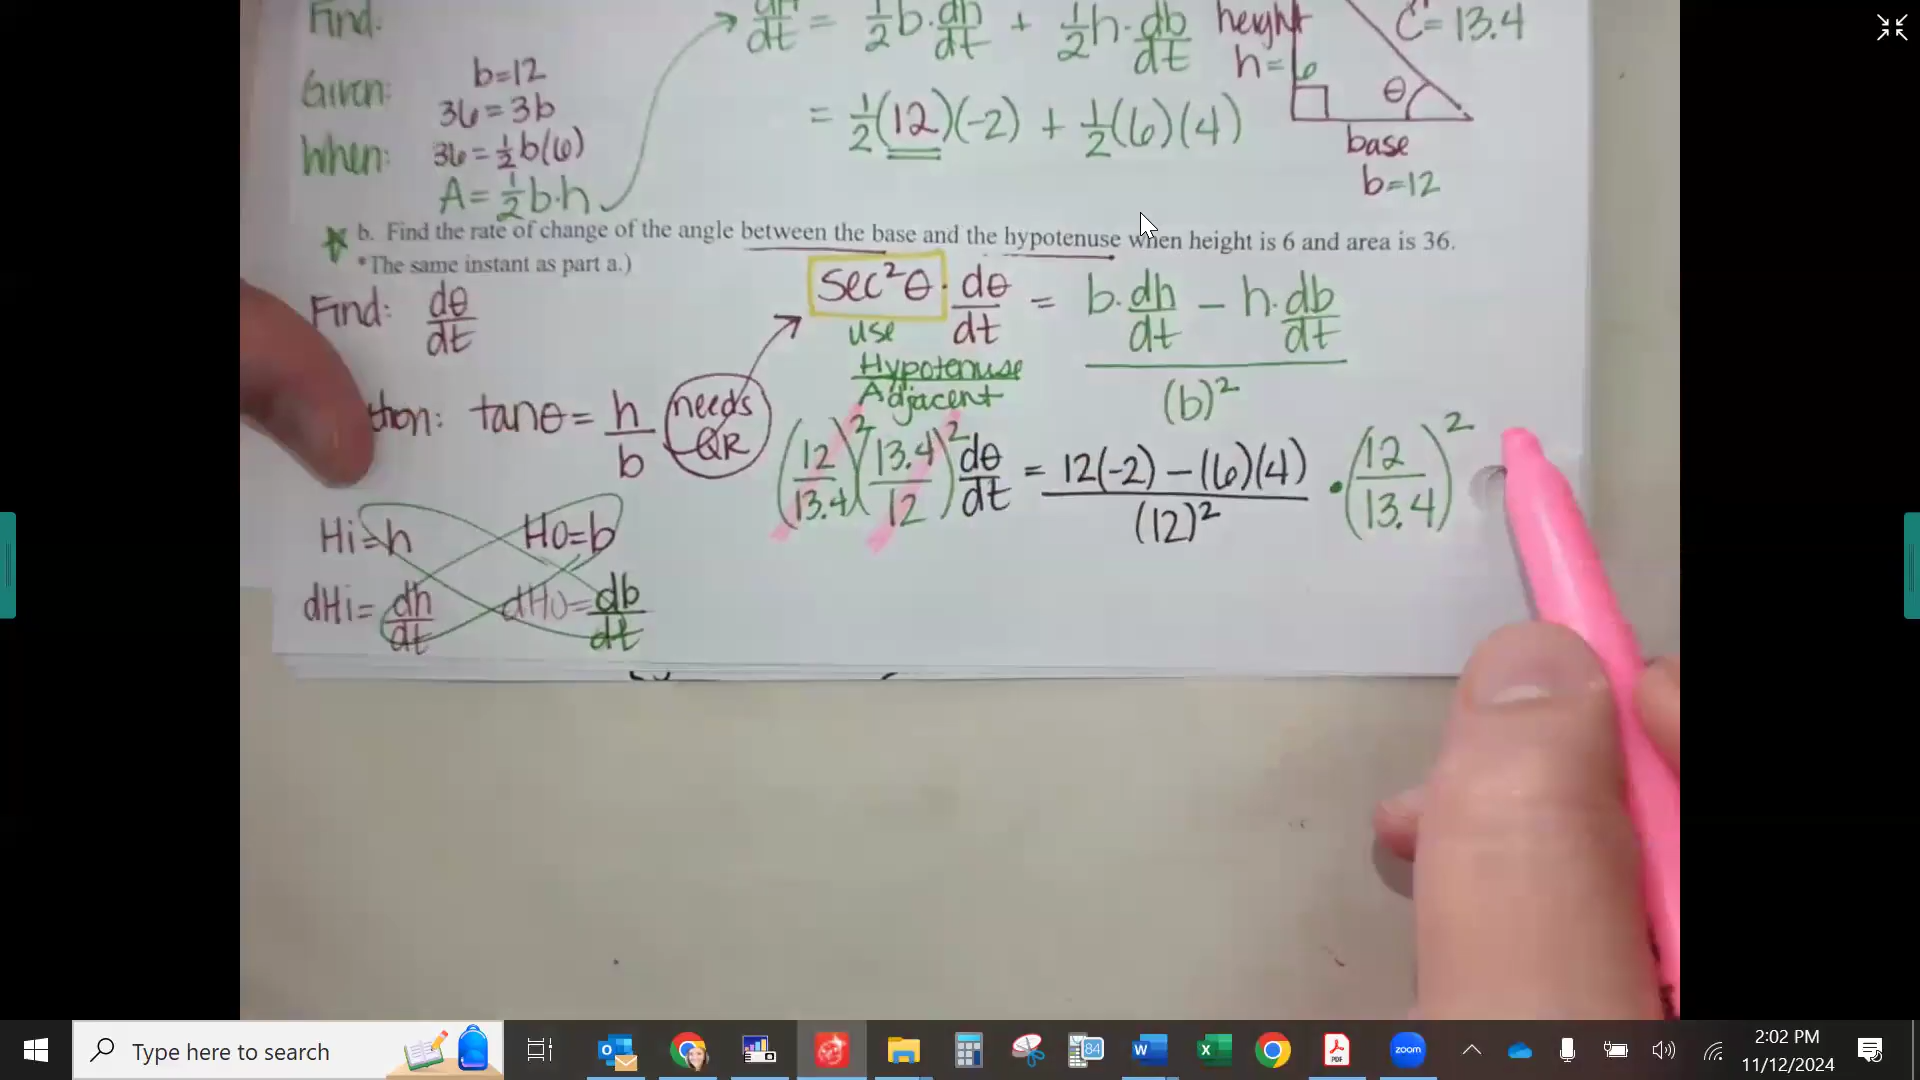 Find:
dt = 1/2 b · dh/dt + 1/2 h · db/dt
height
h = 6
C = 13.4
θ
base
b = 12
= 1/2 (12)(-2) + 1/2 (6)(4)
Given:
When:
b = 12
36 = 3b
36 = 1/2 b(6)
A = 1/2 b · h
b. Find the rate of change of the angle between the base and the hypotenuse when height is 6 and area is 36.
*The same instant as part a.)
Find: dθ/dt
sec²θ · dθ/dt = (b · dh/dt − h · db/dt) / (b)²
use
Hypotenuse
Adjacent
tanθ = h/b
needs
QR
(12/13.4)² (13.4/12)² dθ/dt = (12(-2) − (6)(4)) / (12)² · (12/13.4)²
Hi = h
Ho = b
dHi = dh/dt
dHo = db/dt
Type here to search
84
zoom
2:02 PM
11/12/2024